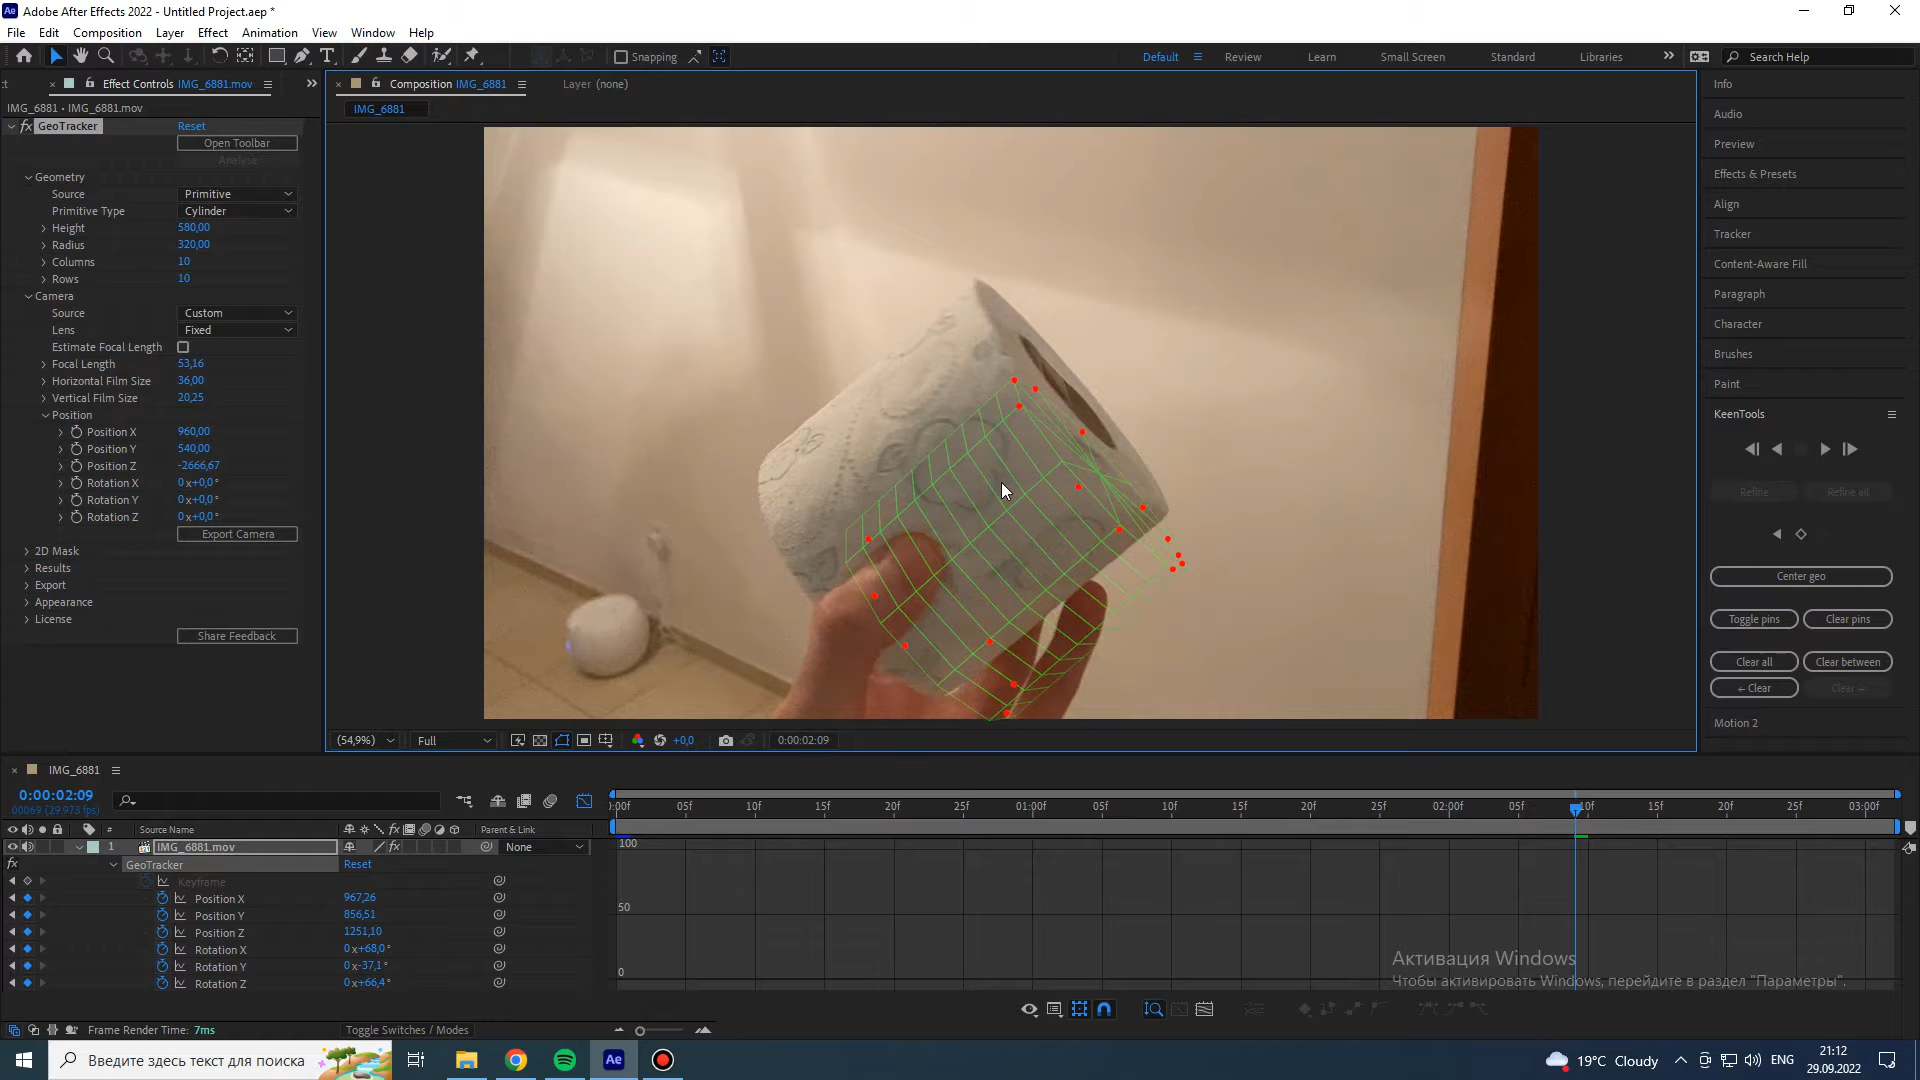 Adobe After Effects 2022 - Untitled Project.aep *
File Edit Composition Layer Effect Animation View Window Help
Snapping
Default Review Learn Small Screen Standard Libraries
Search Help
Effect Controls IMG_6881.mov
IMG_6881 • IMG_6881.mov
fx GeoTracker Reset
Open Toolbar
Analyse
Geometry
Source Primitive
Primitive Type Cylinder
Height 580,00
Radius 320,00
Columns 10
Rows 10
Camera
Source Custom
Lens Fixed
Estimate Focal Length
Focal Length 53,16
Horizontal Film Size 36,00
Vertical Film Size 20,25
Position
Position X 960,00
Position Y 540,00
Position Z -2666,67
Rotation X 0x+0,0°
Rotation Y 0x+0,0°
Rotation Z 0x+0,0°
Export Camera
2D Mask
Results
Export
Appearance
License
Share Feedback
Composition IMG_6881
Layer (none)
IMG_6881
(54,9%) Full +0,0 0:00:02:09
Info
Audio
Preview
Effects & Presets
Align
Tracker
Content-Aware Fill
Paragraph
Character
Brushes
Paint
KeenTools
Refine Refine all
Center geo
Toggle pins Clear pins
Clear all Clear between
← Clear Clear →
Motion 2
IMG_6881
0:00:02:09
00069 (29.973 fps)
# Source Name Parent & Link
1 IMG_6881.mov None
fx GeoTracker Reset
Keyframe
Position X 967,26
Position Y 856,51
Position Z 1251,10
Rotation X 0x+68,0°
Rotation Y 0x-37,1°
Rotation Z 0x+66,4°
Frame Render Time: 7ms
Toggle Switches / Modes
):00f 05f 10f 15f 20f 25f 01:00f 05f 10f 15f 20f 25f 02:00f 05f 10f 15f 20f 25f 03:00f
100
50
0
Активация Windows
Чтобы активировать Windows, перейдите в раздел "Параметры".
Введите здесь текст для поиска
Ae
19°C Cloudy
ENG
21:12
29.09.2022